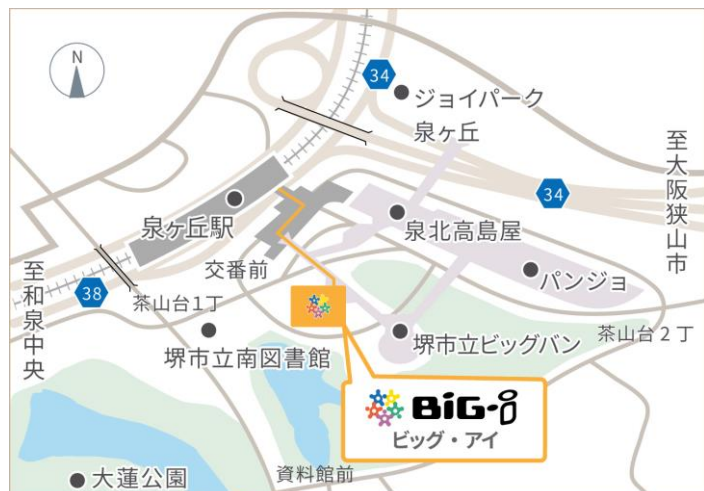 N
34
ジョイパーク
泉ヶ丘
至大阪狭山市
34
泉ヶ丘駅
泉北高島屋
交番前
パンジョ
至和泉中央
38
茶山台1丁
堺市立南図書館
堺市立ビッグバン
茶山台2丁
BiG-i
ビッグ・アイ
大蓮公園
資料館前